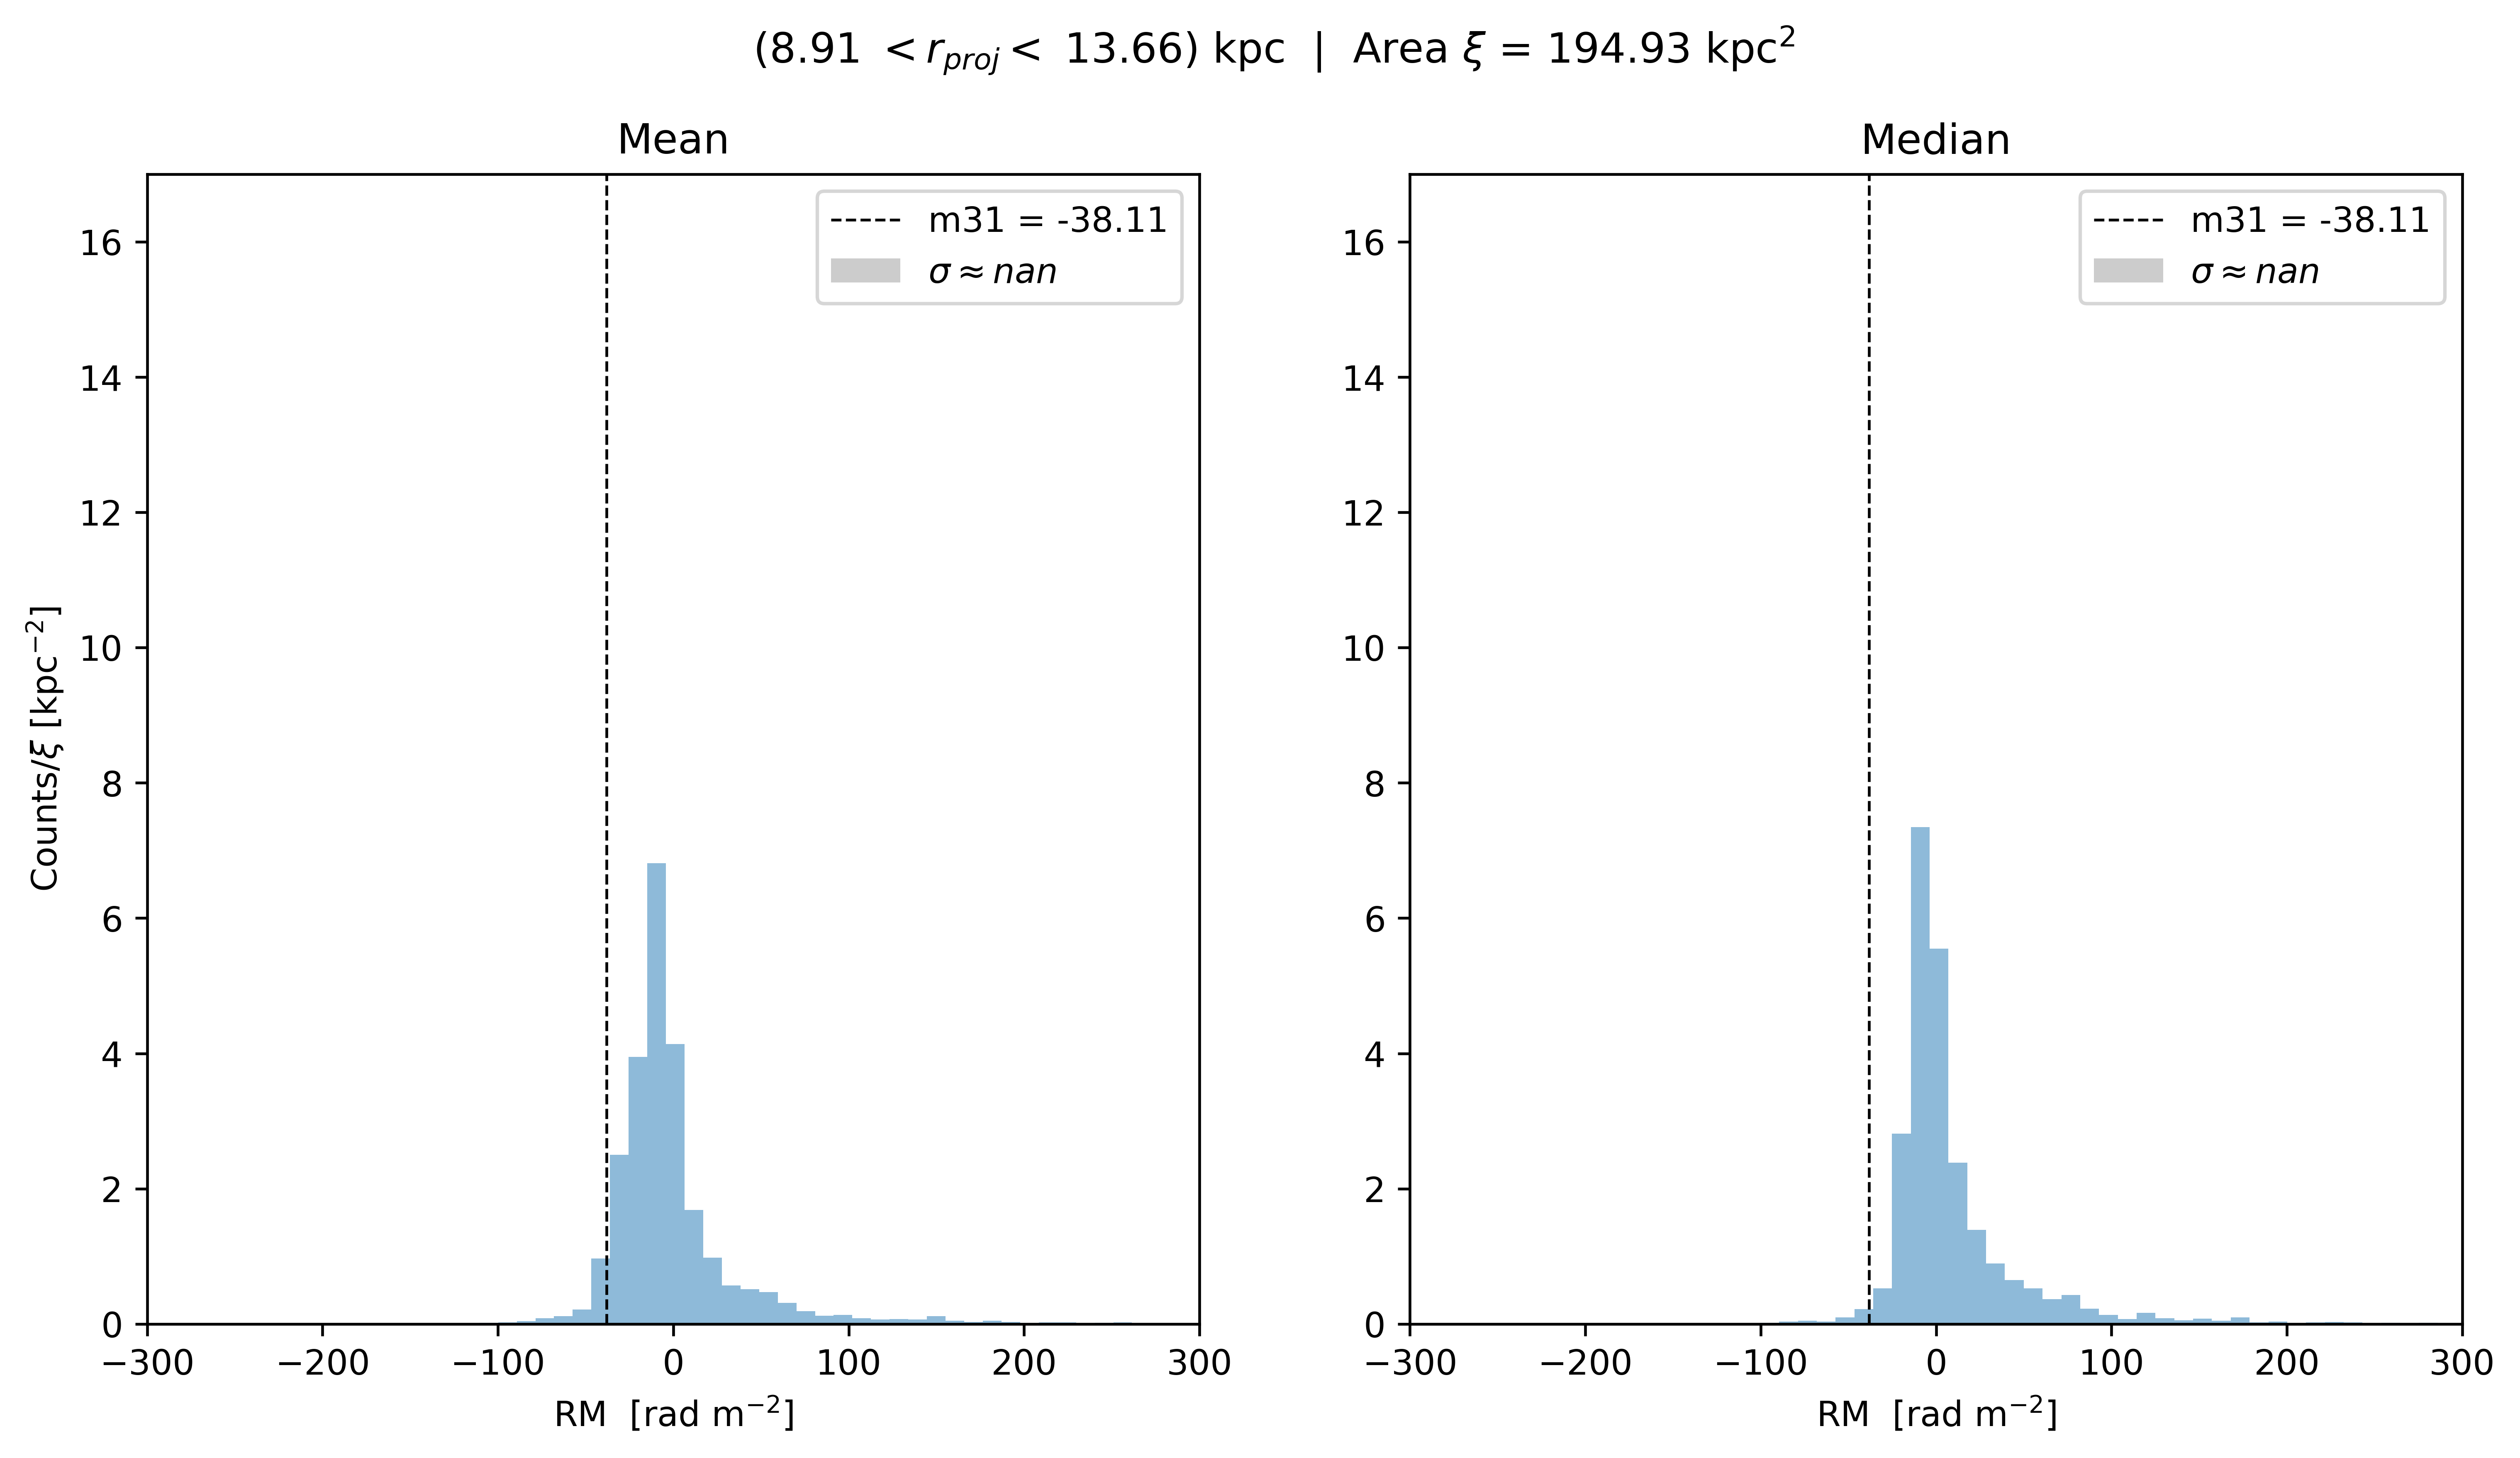 (8.91 < r_proj < 13.66) kpc | Area ξ = 194.93 kpc²
Mean
m31 = -38.11
σ ≈ nan
16
14
12
10
8
6
4
2
0
Counts/ξ [kpc⁻²]
−300 −200 −100 0 100 200 300
RM [rad m⁻²]
Median
m31 = -38.11
σ ≈ nan
16
14
12
10
8
6
4
2
0
−300 −200 −100 0 100 200 300
RM [rad m⁻²]